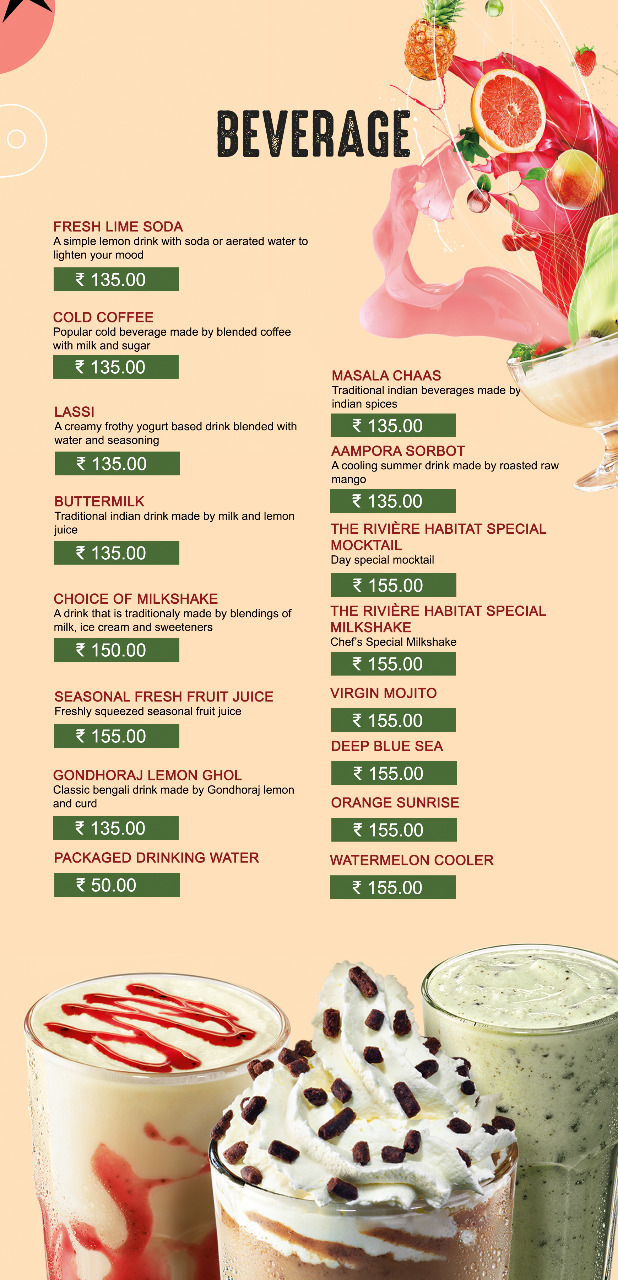 BEVERAGE
FRESH LIME SODA
A simple lemon drink with soda or aerated water to
lighten your mood
₹ 135.00
COLD COFFEE
Popular cold beverage made by blended coffee
with milk and sugar
₹ 135.00
LASSI
A creamy frothy yogurt based drink blended with
water and seasoning
₹ 135.00
BUTTERMILK
Traditional indian drink made by milk and lemon
juice
₹ 135.00
CHOICE OF MILKSHAKE
A drink that is traditionaly made by blendings of
milk, ice cream and sweeteners
₹ 150.00
SEASONAL FRESH FRUIT JUICE
Freshly squeezed seasonal fruit juice
₹ 155.00
GONDHORAJ LEMON GHOL
Classic bengali drink made by Gondhoraj lemon
and curd
₹ 135.00
PACKAGED DRINKING WATER
₹ 50.00
MASALA CHAAS
Traditional indian beverages made by
indian spices
₹ 135.00
AAMPORA SORBOT
A cooling summer drink made by roasted raw
mango
₹ 135.00
THE RIVIÈRE HABITAT SPECIAL
MOCKTAIL
Day special mocktail
₹ 155.00
THE RIVIÈRE HABITAT SPECIAL
MILKSHAKE
Chef's Special Milkshake
₹ 155.00
VIRGIN MOJITO
₹ 155.00
DEEP BLUE SEA
₹ 155.00
ORANGE SUNRISE
₹ 155.00
WATERMELON COOLER
₹ 155.00